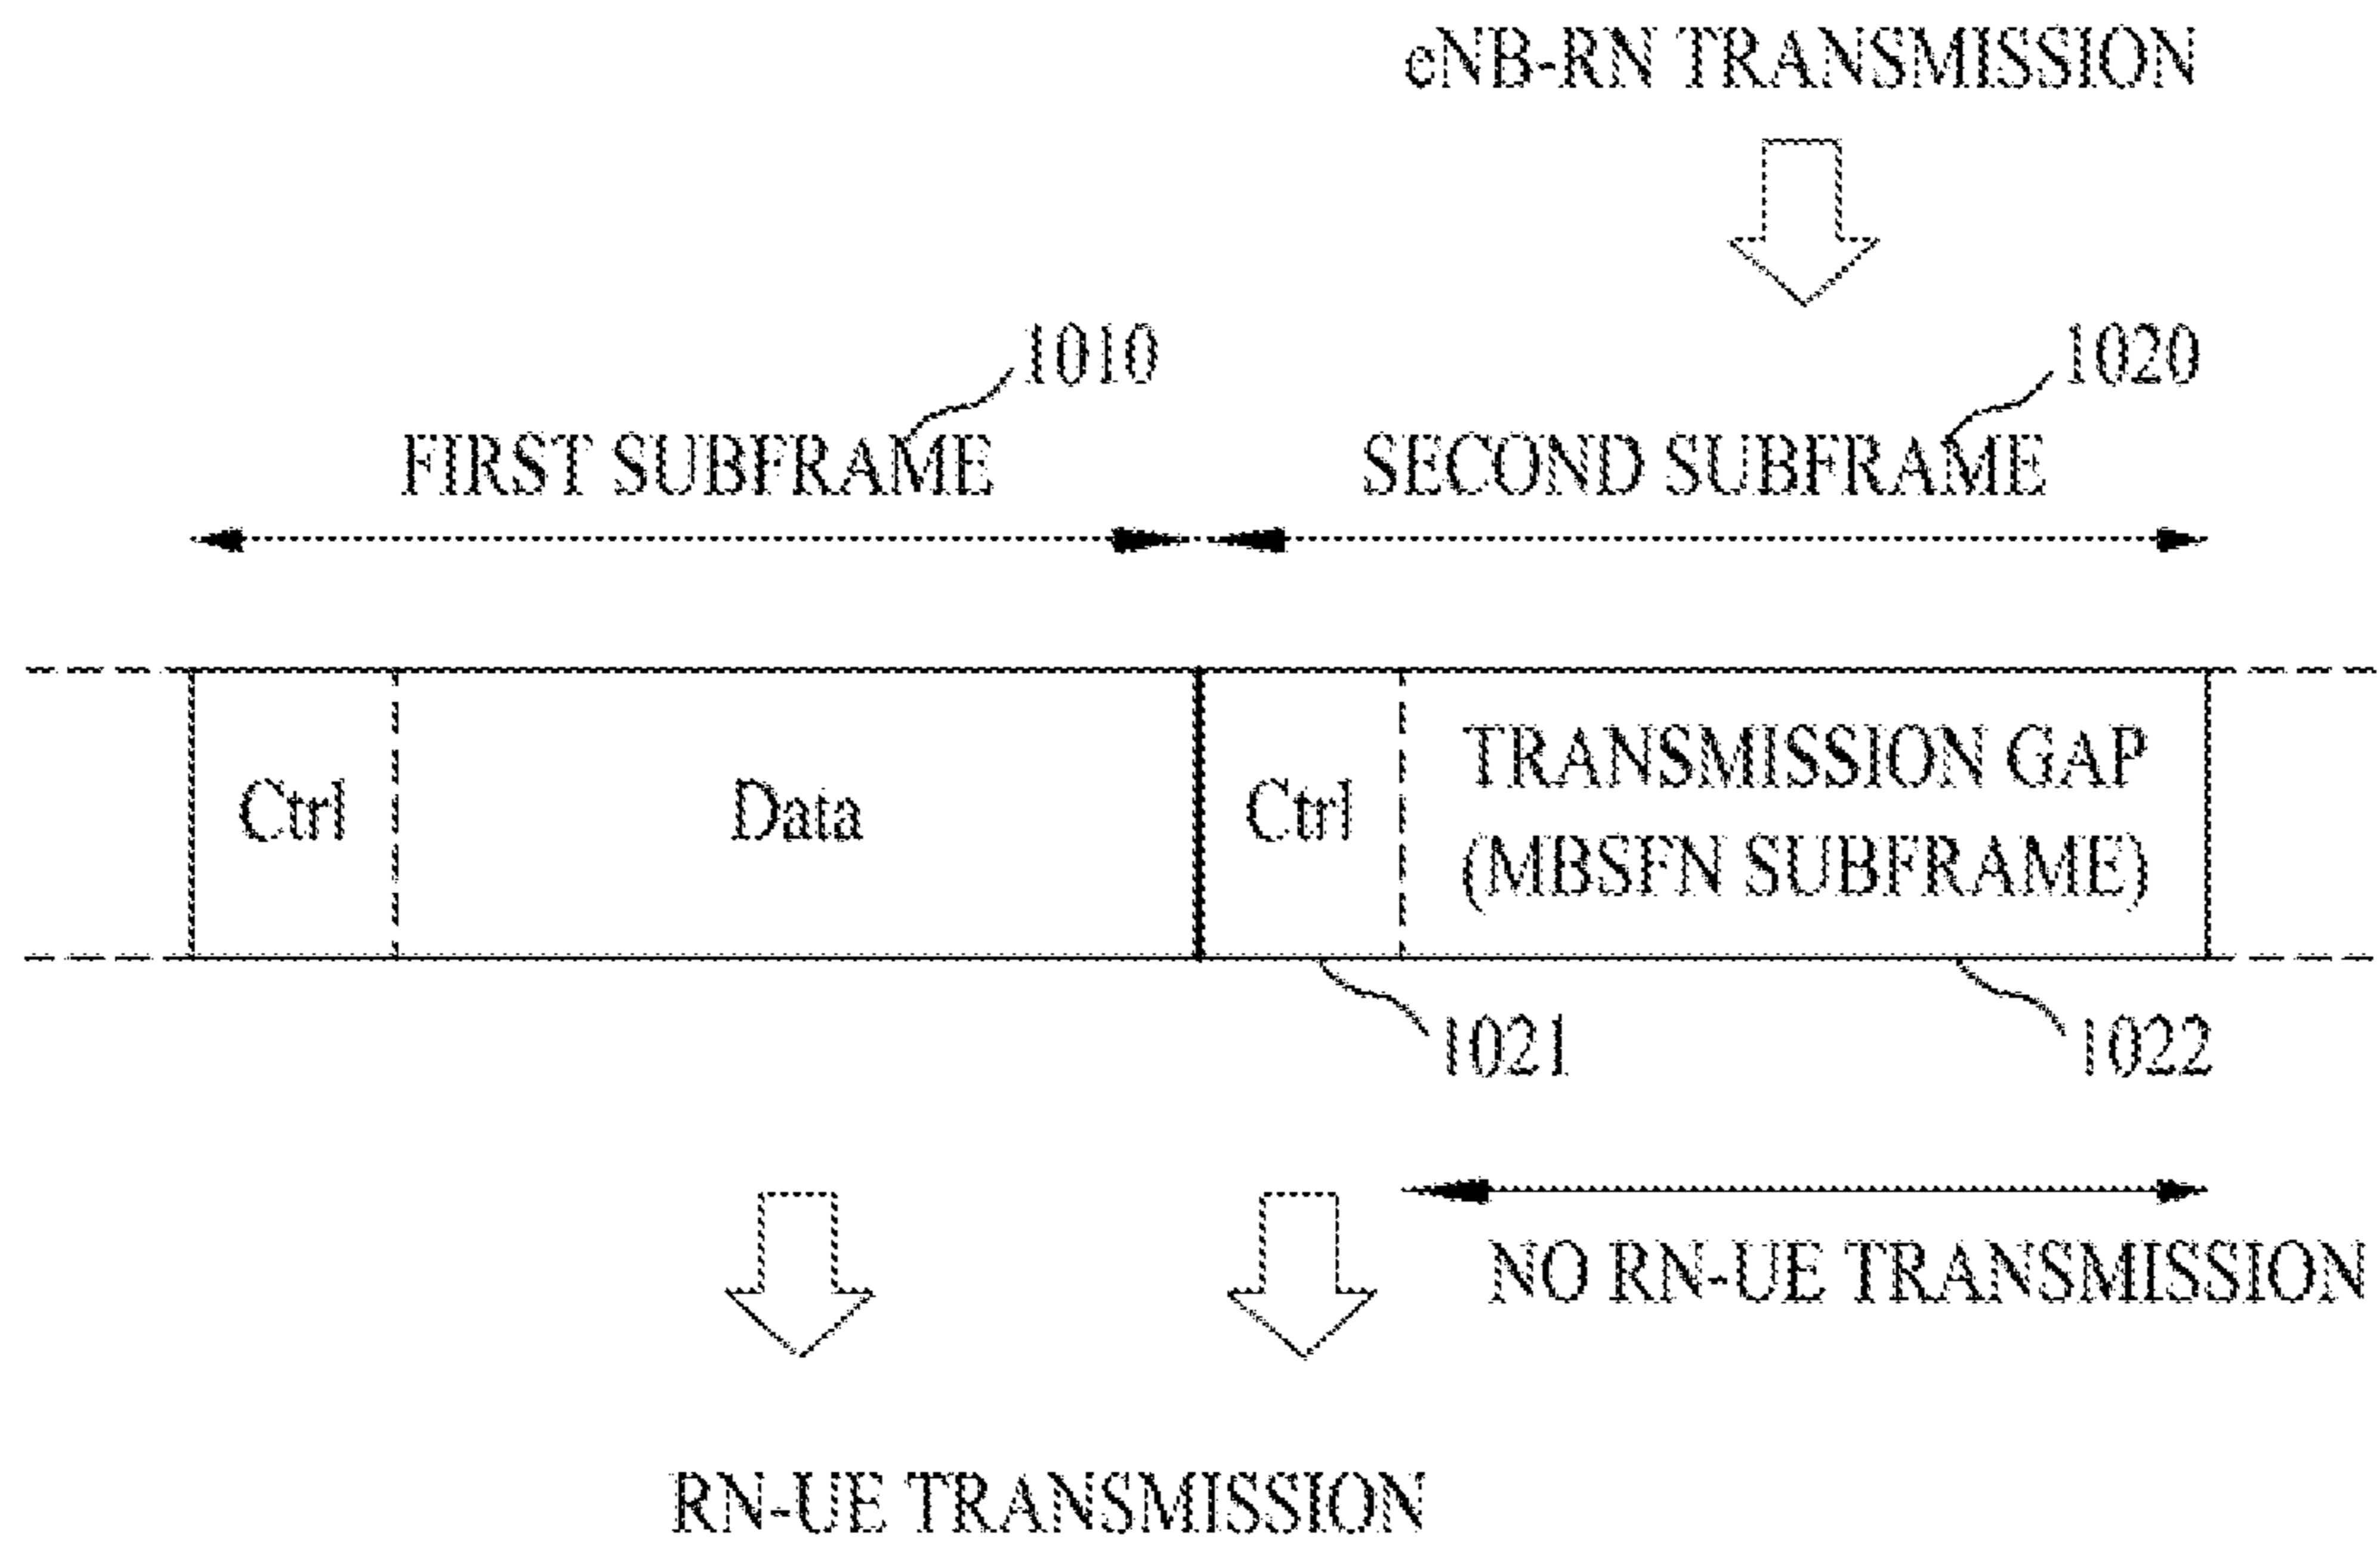 eNB-RN TRANSMISSION
1010
1020
FIRST SUBFRAME
SECOND SUBFRAME
Ctrl
Data
Ctrl
TRANSMISSION GAP
(MBSFN SUBFRAME)
1021
1022
NO RN-UE TRANSMISSION
RN-UE TRANSMISSION